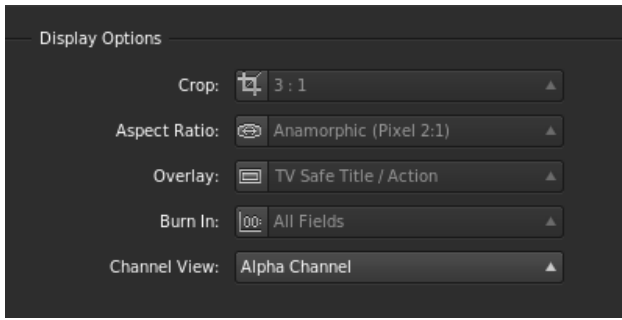 Display Options
Crop: 3 : 1
Aspect Ratio: Anamorphic (Pixel 2:1)
Overlay: TV Safe Title / Action
Burn In: 00: All Fields
Channel View: Alpha Channel